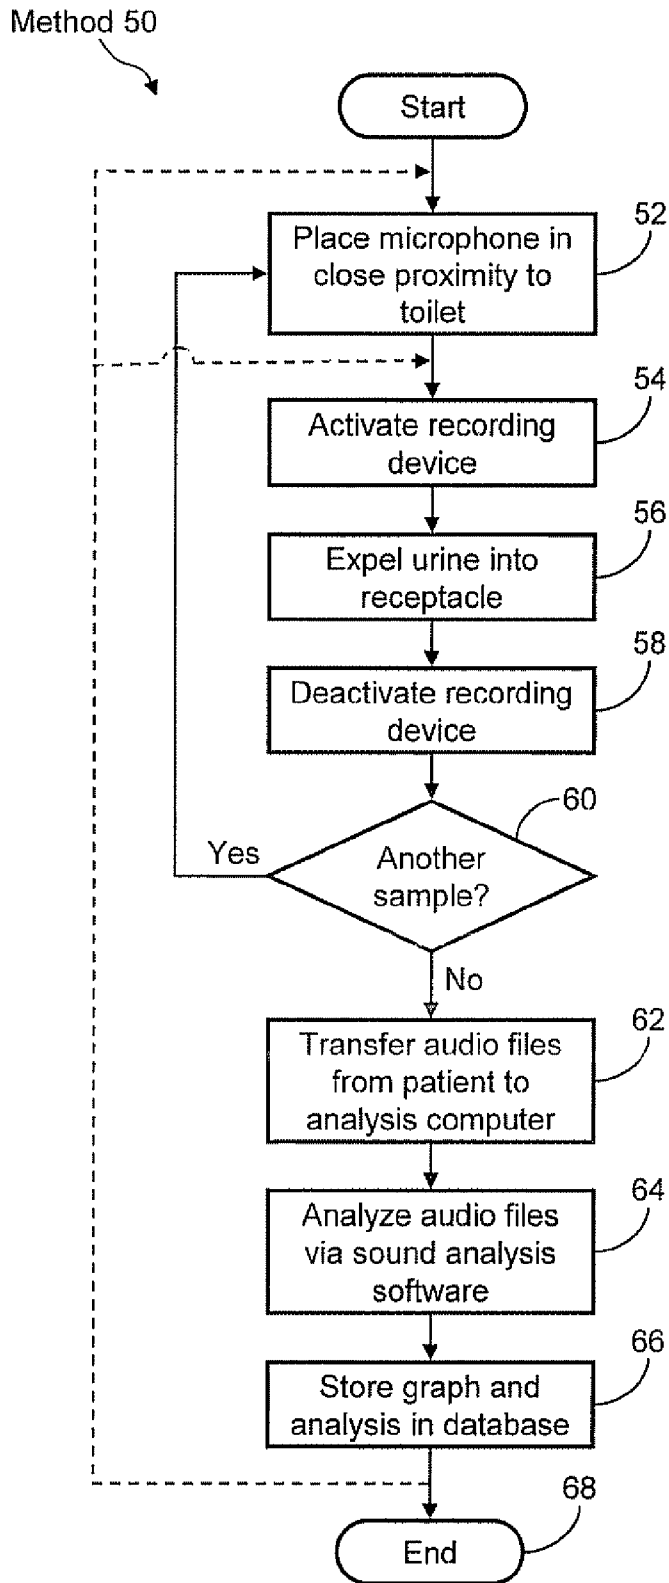 Method 50
Start
52
Place microphone in
close proximity to
toilet
54
Activate recording
device
56
Expel urine into
receptacle
58
Deactivate recording
device
60
Another
sample?
Yes
No
62
Transfer audio files
from patient to
analysis computer
64
Analyze audio files
via sound analysis
software
66
Store graph and
analysis in database
68
End